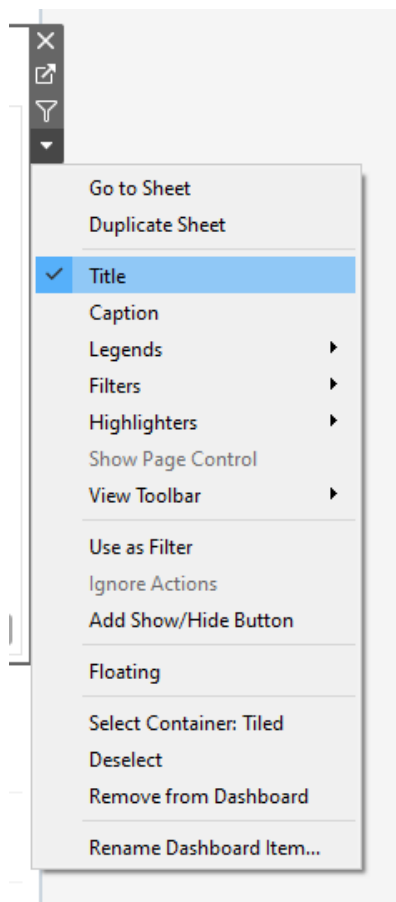 Go to Sheet
Duplicate Sheet
Title
Caption
Legends
Filters
Highlighters
Show Page Control
View Toolbar
Use as Filter
Ignore Actions
Add Show/Hide Button
Floating
Select Container: Tiled
Deselect
Remove from Dashboard
Rename Dashboard Item...